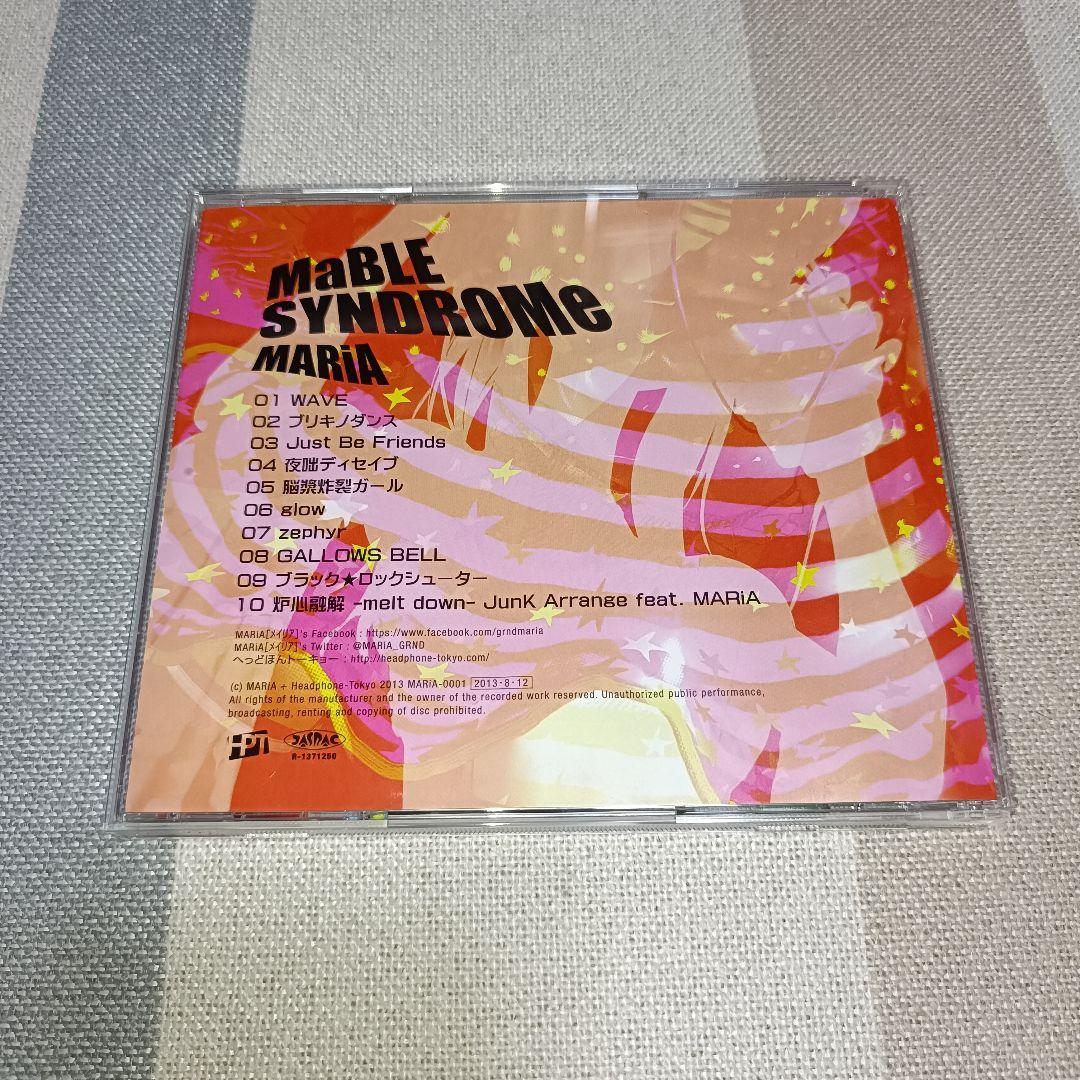 MaBLE
SYNDROMe
MARiA
01 WAVE
02 ブリキノダンス
03 Just Be Friends
04 夜咄ディセイブ
05 脳漿炸裂ガール
06 glow
07 zephyr
08 GALLOWS BELL
09 ブラック★ロックシューター
10 炉心融解 -melt down- JunK Arrange feat. MARiA
MARiA[メイリア]'s Facebook : https://www.facebook.com/grndmaria
MARiA[メイリア]'s Twitter : @MARiA_GRND
へっどほんトーキョー : http://headphone-tokyo.com/
(c) MARiA + Headphone-Tokyo 2013 MARiA-0001 2013・8・12
All rights of the manufacturer and the owner of the recorded work reserved. Unauthorized public performance,
broadcasting, renting and copying of disc prohibited.
JASRAC
R-1371250